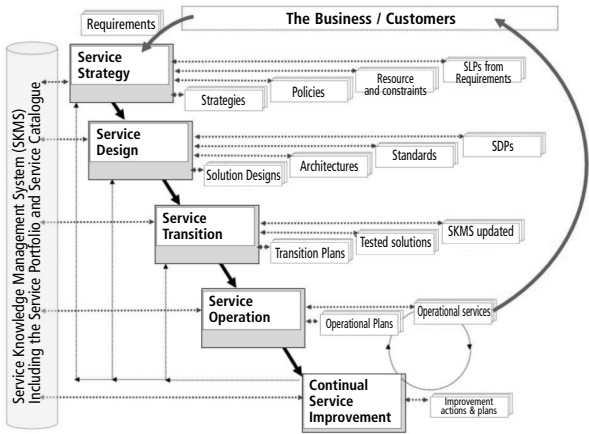 Requirements
The Business / Customers
Service Knowledge Management System (SKMS)
Including the Service Portfolio and Service Catalogue
Service
Strategy
SLPs from
Requirements
Resource
and constraints
Policies
Strategies
Service
Design
SDPs
Standards
Architectures
Solution Designs
Service
Transition
SKMS updated
Tested solutions
Transition Plans
Service
Operation
Operational services
Operational Plans
Continual
Service
Improvement
Improvement
actions & plans